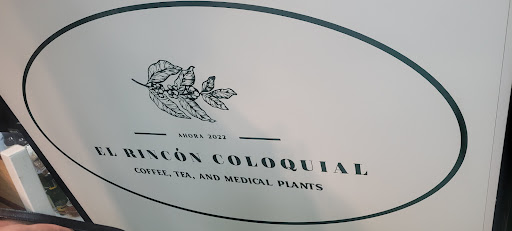 AHORA 2022
EL RINCÓN COLOQUIAL
COFFEE, TEA, AND MEDICAL PLANTS